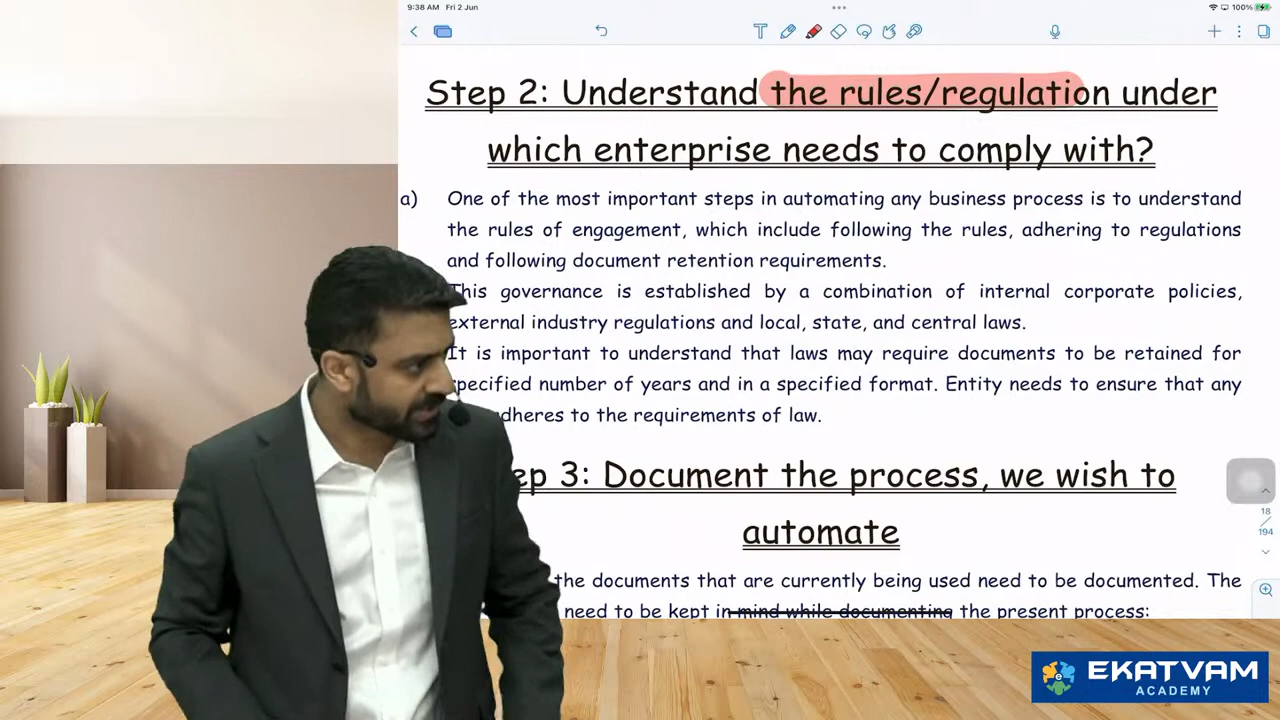 9:38 AM Fri 2 Jun
100%
Step 2: Understand the rules/regulation under
which enterprise needs to comply with?
a) One of the most important steps in automating any business process is to understand
the rules of engagement, which include following the rules, adhering to regulations
and following document retention requirements.
This governance is established by a combination of internal corporate policies,
external industry regulations and local, state, and central laws.
It is important to understand that laws may require documents to be retained for
specified number of years and in a specified format. Entity needs to ensure that any
adheres to the requirements of law.
ep 3: Document the process, we wish to
automate
the documents that are currently being used need to be documented. The
need to be kept in mind while documenting the present process:
18
/
194
EKATVAM
ACADEMY